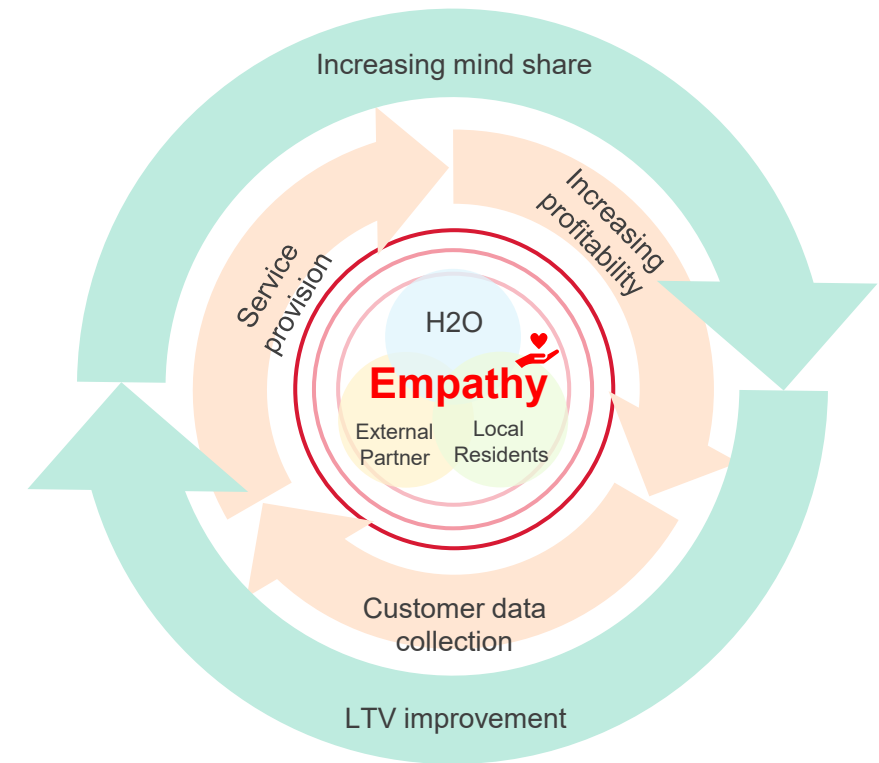 Increasing mind share
Increasing
profitability
Service
provision
H2O
Empathy
External
Partner
Local
Residents
Customer data
collection
LTV improvement